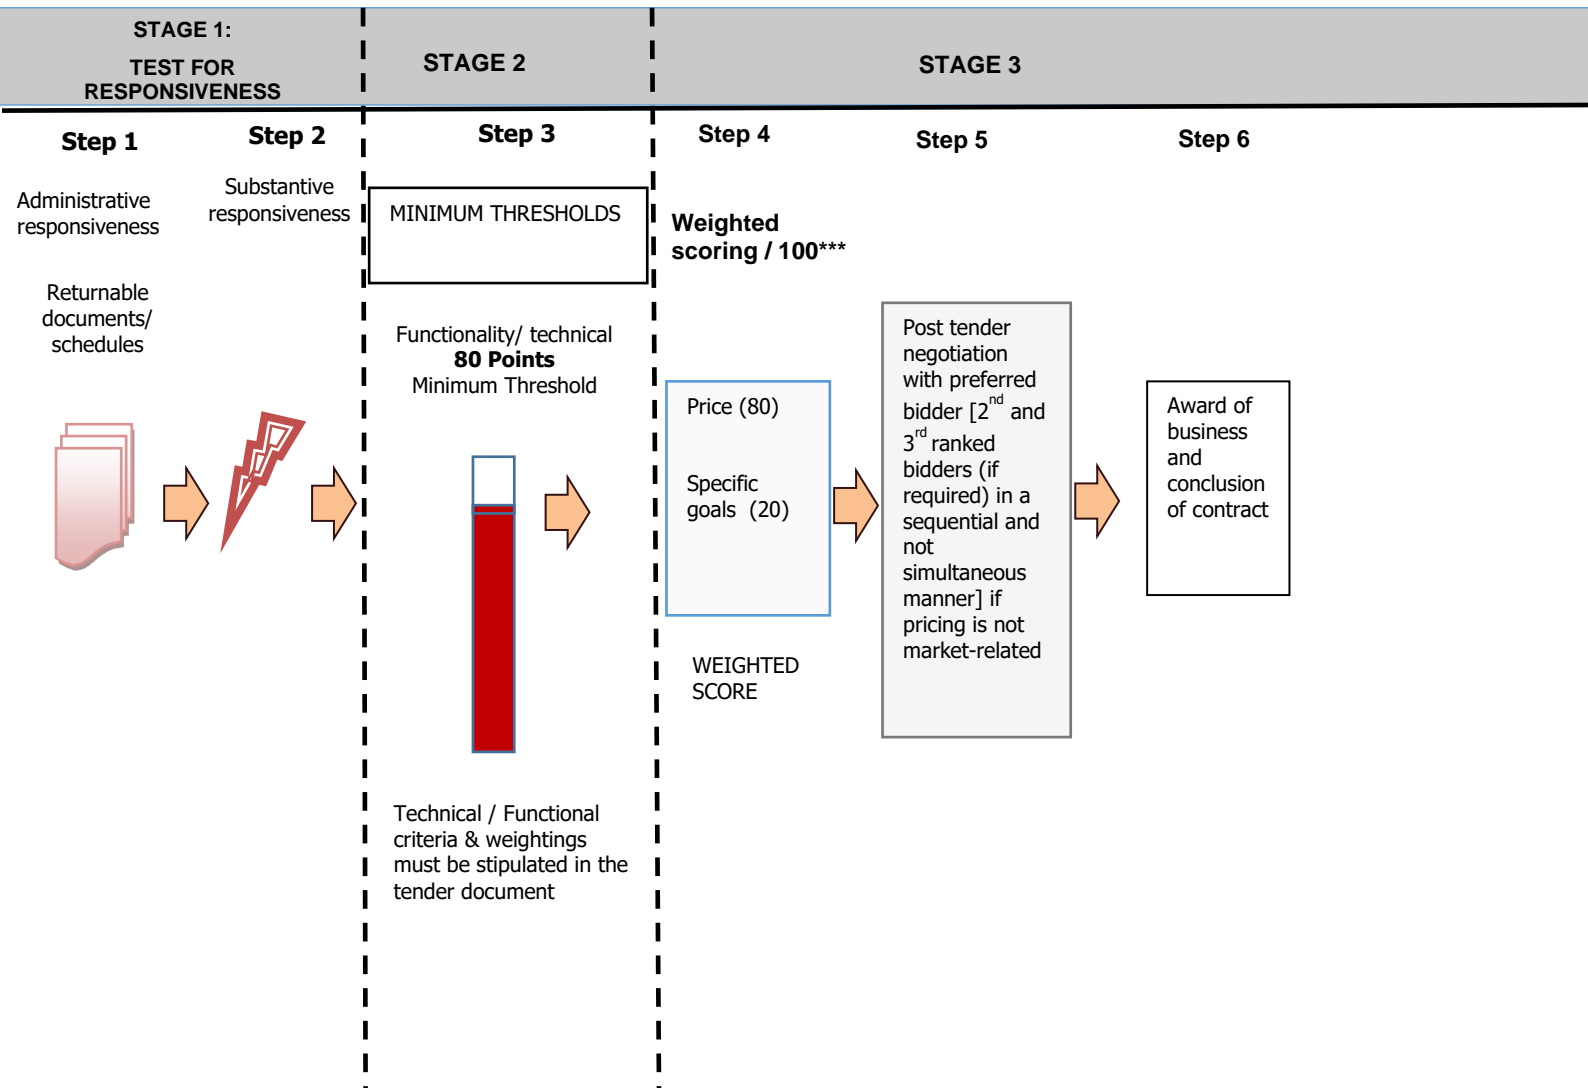 STAGE 1:
TEST FOR
RESPONSIVENESS
STAGE 2
STAGE 3
Step 1
Step 2
Step 3
Step 4
Step 5
Step 6
Administrative
responsiveness
Returnable
documents/
schedules
Substantive
responsiveness
MINIMUM THRESHOLDS
Functionality/ technical
80 Points
Minimum Threshold
Technical / Functional
criteria & weightings
must be stipulated in the
tender document
Weighted
scoring / 100***
Price (80)
Specific
goals (20)
WEIGHTED
SCORE
Post tender
negotiation
with preferred
bidder [2nd and
3rd ranked
bidders (if
required) in a
sequential and
not
simultaneous
manner] if
pricing is not
market-related
Award of
business
and
conclusion
of contract